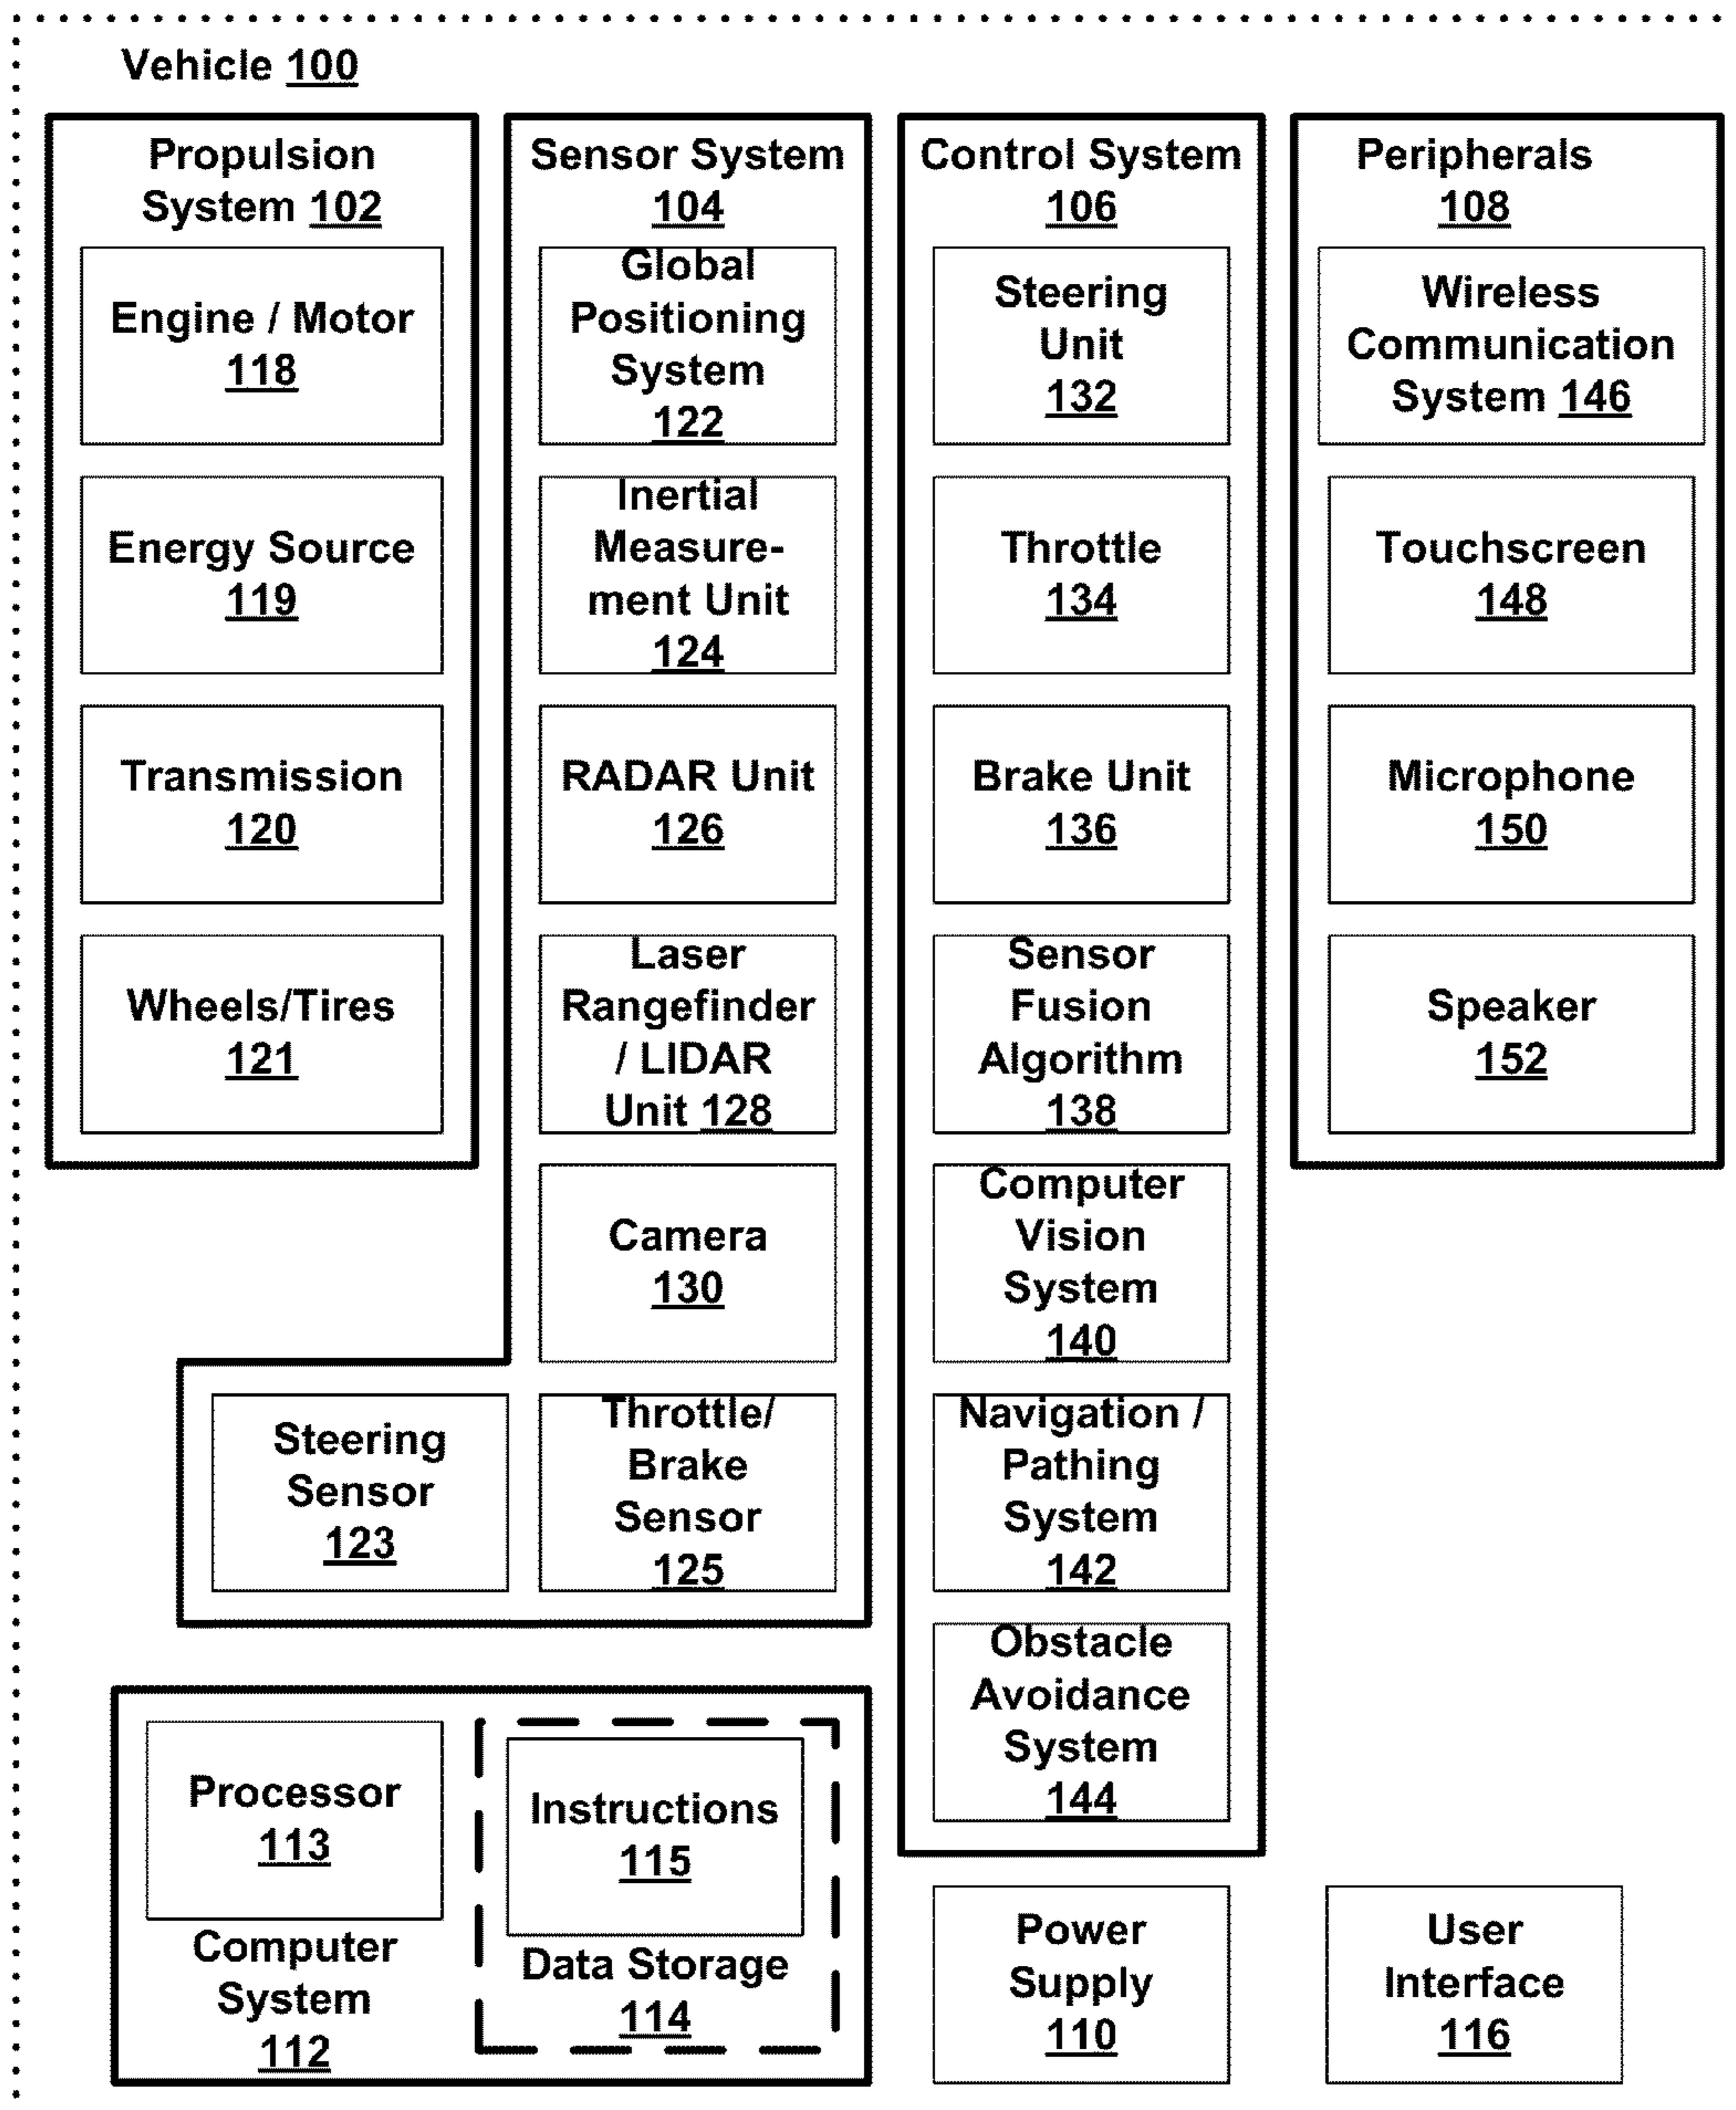 Vehicle 100
Propulsion
System 102
Engine / Motor
118
Energy Source
119
Transmission
120
Wheels/Tires
121
Sensor System
104
Global
Positioning
System
122
Inertial
Measure-
ment Unit
124
RADAR Unit
126
Laser
Rangefinder
/ LIDAR
Unit 128
Camera
130
Steering
Sensor
123
Throttle/
Brake
Sensor
125
Control System
106
Steering
Unit
132
Throttle
134
Brake Unit
136
Sensor
Fusion
Algorithm
138
Computer
Vision
System
140
Navigation /
Pathing
System
142
Obstacle
Avoidance
System
144
Peripherals
108
Wireless
Communication
System 146
Touchscreen
148
Microphone
150
Speaker
152
Processor
113
Computer
System
112
Instructions
115
Data Storage
114
Power
Supply
110
User
Interface
116